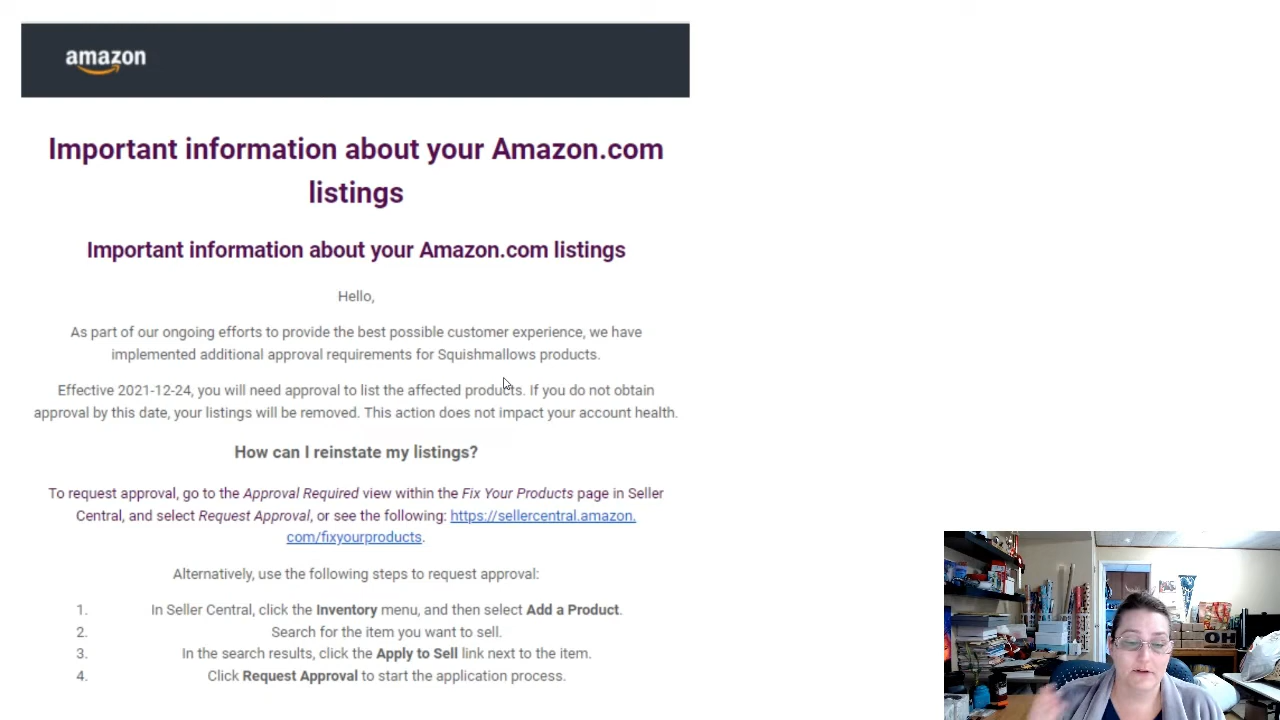 amazon
Important information about your Amazon.com
listings
Important information about your Amazon.com listings
Hello,
As part of our ongoing efforts to provide the best possible customer experience, we have
implemented additional approval requirements for Squishmallows products.
Effective 2021-12-24, you will need approval to list the affected products. If you do not obtain
approval by this date, your listings will be removed. This action does not impact your account health.
How can I reinstate my listings?
To request approval, go to the Approval Required view within the Fix Your Products page in Seller
Central, and select Request Approval, or see the following: https://sellercentral.amazon.
com/fixyourproducts.
Alternatively, use the following steps to request approval:
1. In Seller Central, click the Inventory menu, and then select Add a Product.
2. Search for the item you want to sell.
3. In the search results, click the Apply to Sell link next to the item.
4. Click Request Approval to start the application process.
OH